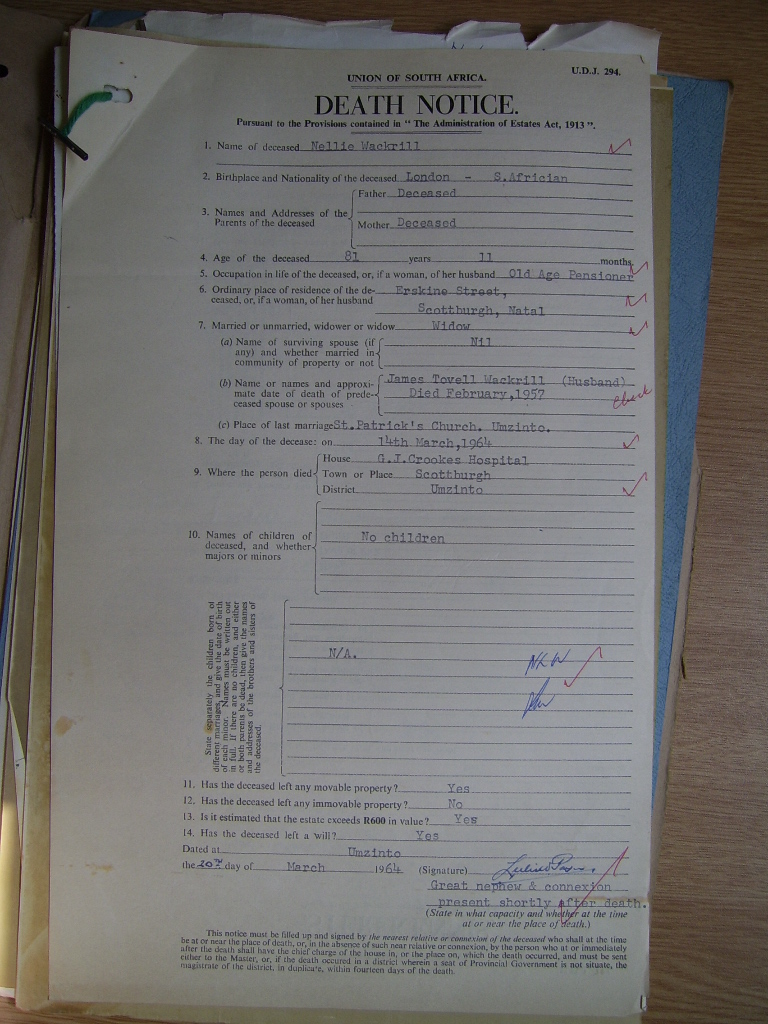 U.D.J. 294.
UNION OF SOUTH AFRICA.
DEATH NOTICE.
Pursuant to the Provisions contained in "The Administration of Estates Act, 1913".
1. Name of deceased Nellie Wackrill
2. Birthplace and Nationality of the deceased London - S.Africian
3. Names and Addresses of the Parents of the deceased
Father Deceased
Mother Deceased
4. Age of the deceased 81 years 11 months
5. Occupation in life of the deceased, or, if a woman, of her husband Old Age Pensioner
6. Ordinary place of residence of the de- Erskine Street,
ceased, or, if a woman, of her husband Scottburgh, Natal
7. Married or unmarried, widower or widow Widow
(a) Name of surviving spouse (if Nil
any) and whether married in
community of property or not
(b) Name or names and approxi- James Tovell Wackrill (Husband)
mate date of death of prede- Died February,1957
ceased spouse or spouses check
(c) Place of last marriage St.Patrick's Church. Umzinto.
8. The day of the decease: on 14th March,1964
9. Where the person died
House G.J.Crookes Hospital
Town or Place Scottburgh
District Umzinto
10. Names of children of
deceased, and whether No children
majors or minors
State separately the children born of
different marriages, and give the date of birth
of each minor. Names must be written out
in full. If there are no children, and either
or both parents be dead, then give the names
and addresses of the brothers and sisters of
the deceased.
N/A.
11. Has the deceased left any movable property? Yes
12. Has the deceased left any immovable property? No
13. Is it estimated that the estate exceeds R600 in value? Yes
14. Has the deceased left a will? Yes
Dated at Umzinto
the 20TH day of March 1964 (Signature)
Great nephew & connexion
present shortly after death.
(State in what capacity and whether at the time
at or near the place of death.)
This notice must be filled up and signed by the nearest relative or connexion of the deceased who shall at the time
be at or near the place of death, or, in the absence of such near relative or connexion, by the person who at or immediately
after the death shall have the chief charge of the house in, or the place on, which the death occurred, and must be sent
either to the Master, or, if the death occurred in a district wherein a seat of Provincial Government is not situate, the
magistrate of the district, in duplicate, within fourteen days of the death.